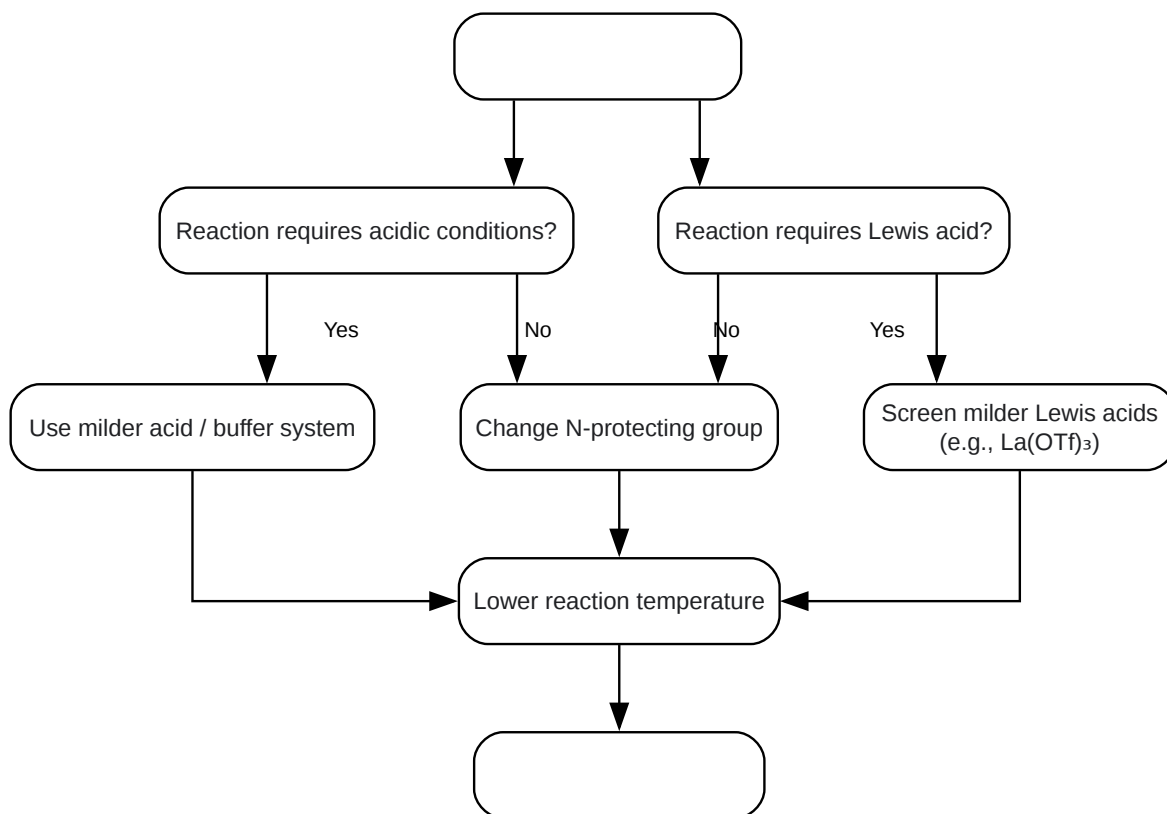 Reaction requires acidic conditions?
Reaction requires Lewis acid?
Yes
No
No
Yes
Use milder acid / buffer system
Change N-protecting group
Screen milder Lewis acids
(e.g., La(OTf)₃)
Lower reaction temperature